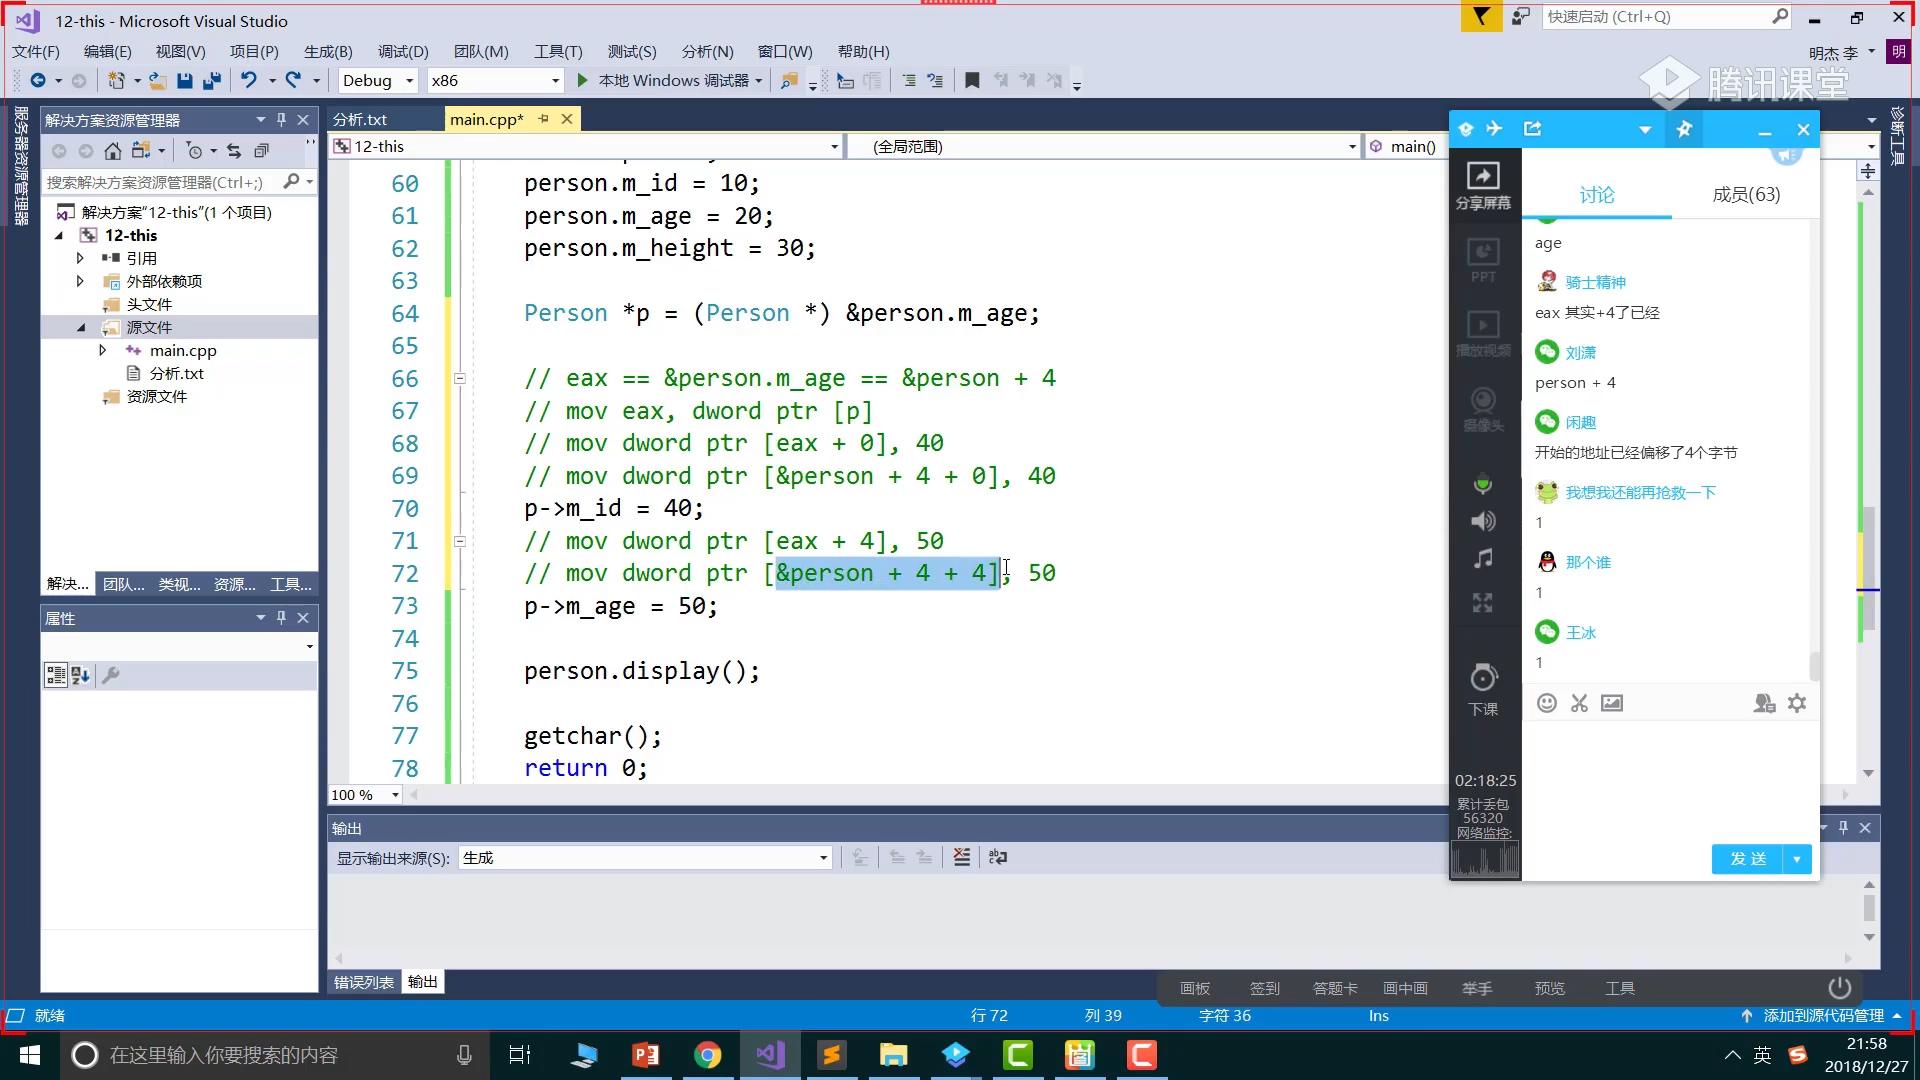 12-this - Microsoft Visual Studio
快速启动 (Ctrl+Q)
文件(F) 编辑(E) 视图(V) 项目(P) 生成(B) 调试(D) 团队(M) 工具(T) 测试(S) 分析(N) 窗口(W) 帮助(H)
明杰 李 明
Debug x86 本地 Windows 调试器
腾讯课堂
服务器资源管理器
诊断工具
解决方案资源管理器
搜索解决方案资源管理器(Ctrl+;)
解决方案"12-this"(1 个项目)
12-this
引用
外部依赖项
头文件
源文件
main.cpp
分析.txt
资源文件
解决... 团队... 类视... 资源... 工具...
属性
分析.txt main.cpp*
12-this (全局范围) main()
60 person.m_id = 10;
61 person.m_age = 20;
62 person.m_height = 30;
63
64 Person *p = (Person *) &person.m_age;
65
66 // eax == &person.m_age == &person + 4
67 // mov eax, dword ptr [p]
68 // mov dword ptr [eax + 0], 40
69 // mov dword ptr [&person + 4 + 0], 40
70 p->m_id = 40;
71 // mov dword ptr [eax + 4], 50
72 // mov dword ptr [&person + 4 + 4], 50
73 p->m_age = 50;
74
75 person.display();
76
77 getchar();
78 return 0;
100 %
输出
显示输出来源(S): 生成
错误列表 输出
分享屏幕
PPT
播放视频
摄像头
下课
02:18:25
累计丢包
56320
网络监控:
讨论 成员(63)
age
骑士精神
eax 其实+4了已经
刘潇
person + 4
闲趣
开始的地址已经偏移了4个字节
我想我还能再抢救一下
1
那个谁
1
王冰
1
发 送
画板 签到 答题卡 画中画 举手 预览 工具
就绪 行 72 列 39 字符 36 Ins 添加到源代码管理
在这里输入你要搜索的内容
英
21:58
2018/12/27